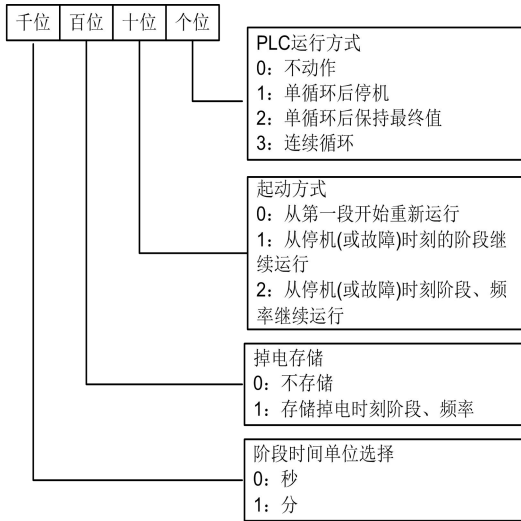 千位 百位 十位 个位
PLC运行方式
0：不动作
1：单循环后停机
2：单循环后保持最终值
3：连续循环
起动方式
0：从第一段开始重新运行
1：从停机(或故障)时刻的阶段继
续运行
2：从停机(或故障)时刻阶段、频
率继续运行
掉电存储
0：不存储
1：存储掉电时刻阶段、频率
阶段时间单位选择
0：秒
1：分